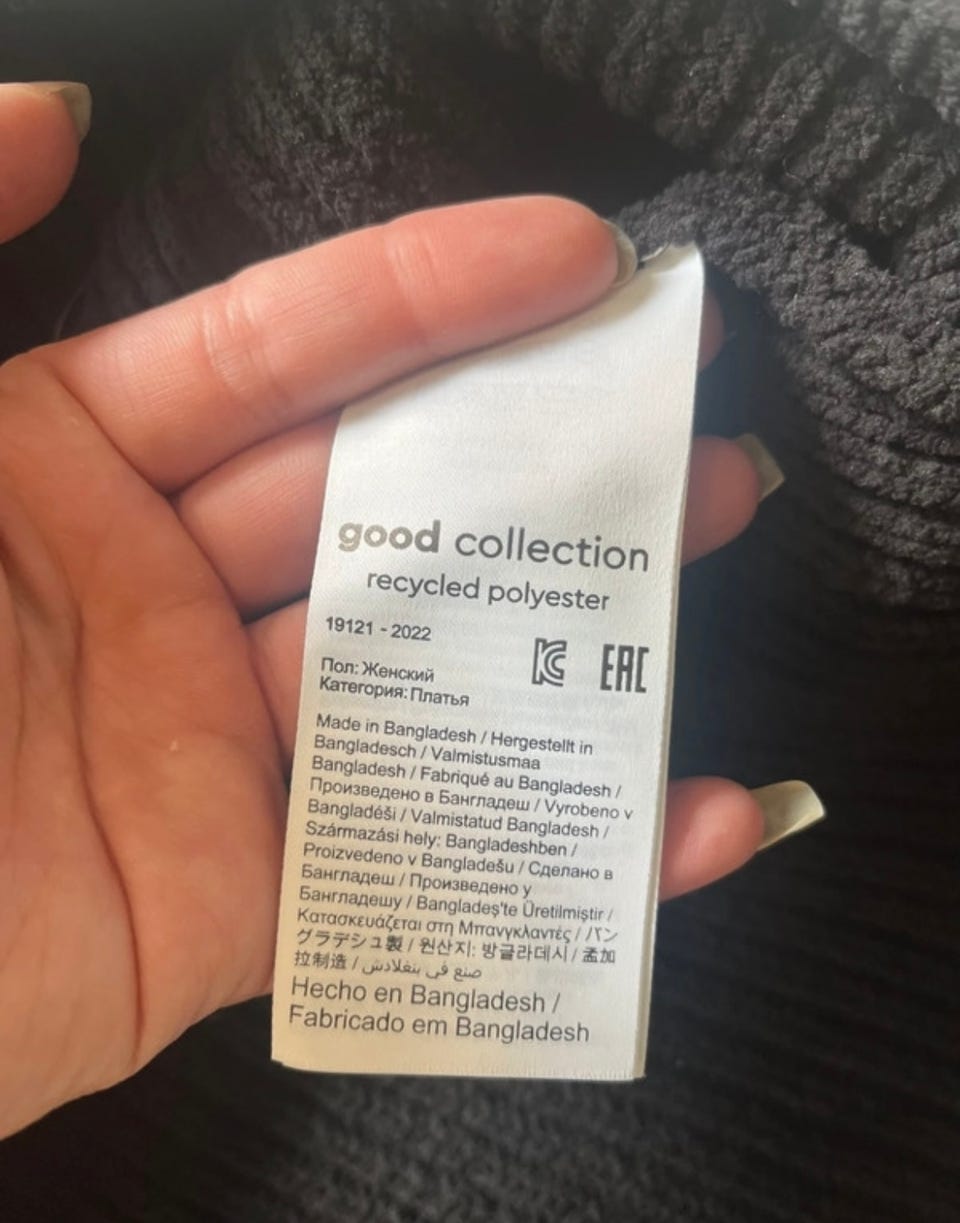 good collection
recycled polyester
19121 - 2022
EAC
Пол: Женский
Категория: Платья
Made in Bangladesh / Hergestellt in
Bangladesch / Valmistusmaa
Bangladesh / Fabriqué au Bangladesh /
Произведено в Бангладеш / Vyrobeno v
Bangladéši / Valmistatud Bangladesh /
Származási hely: Bangladeshben /
Proizvedeno v Bangladešu / Сделано в
Бангладеш / Произведено у
Бангладешу / Bangladeş'te Üretilmiştir /
Κατασκευάζεται στη Μπανγκλαντές / バン
グラデシュ製 / 원산지: 방글라데시 / 孟加
拉制造 / صنع في بنغلادش
Hecho en Bangladesh /
Fabricado em Bangladesh